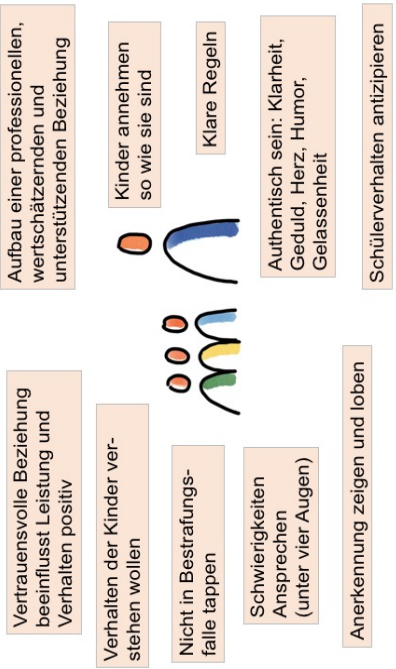 Vertrauensvolle Beziehung
beeinflusst Leistung und
Verhalten positiv
Aufbau einer professionellen,
wertschätzernden und
unterstützenden Beziehung
Verhalten der Kinder ver-
stehen wollen
Kinder annehmen
so wie sie sind
Nicht in Bestrafungs-
falle tappen
Klare Regeln
Schwierigkeiten
Ansprechen
(unter vier Augen)
Authentisch sein: Klarheit,
Geduld, Herz, Humor,
Gelassenheit
Anerkennung zeigen und loben
Schülerverhalten antizipieren